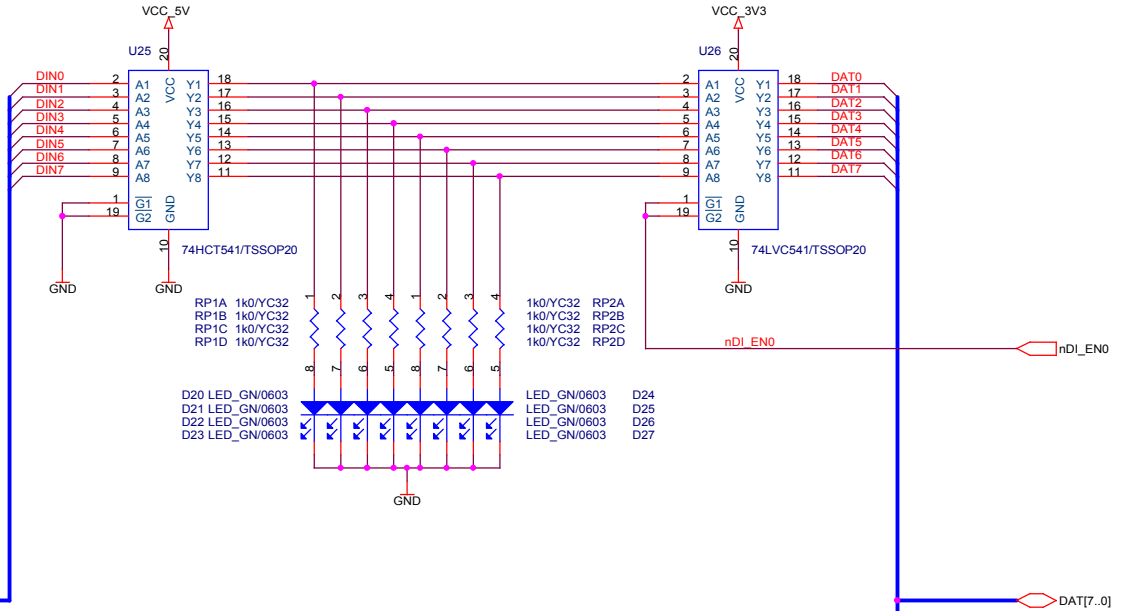 VCC_5V
VCC_3V3
U25
20
U26
20
DIN0 2 A1 VCC Y1 18
DIN1 3 A2 Y2 17
DIN2 4 A3 Y3 16
DIN3 5 A4 Y4 15
DIN4 6 A5 Y5 14
DIN5 7 A6 Y6 13
DIN6 8 A7 Y7 12
DIN7 9 A8 Y8 11
1 G1
19 G2 GND
10
74HCT541/TSSOP20
GND
GND
2 A1 VCC Y1 18 DAT0
3 A2 Y2 17 DAT1
4 A3 Y3 16 DAT2
5 A4 Y4 15 DAT3
6 A5 Y5 14 DAT4
7 A6 Y6 13 DAT5
8 A7 Y7 12 DAT6
9 A8 Y8 11 DAT7
1 G1
19 G2 GND
10
74LVC541/TSSOP20
GND
1 2 3 4 1 2 3 4
RP1A 1k0/YC32
RP1B 1k0/YC32
RP1C 1k0/YC32
RP1D 1k0/YC32
1k0/YC32 RP2A
1k0/YC32 RP2B
1k0/YC32 RP2C
1k0/YC32 RP2D
nDI_EN0
nDI_EN0
8 7 6 5 8 7 6 5
D20 LED_GN/0603
D21 LED_GN/0603
D22 LED_GN/0603
D23 LED_GN/0603
LED_GN/0603 D24
LED_GN/0603 D25
LED_GN/0603 D26
LED_GN/0603 D27
GND
DAT[7..0]